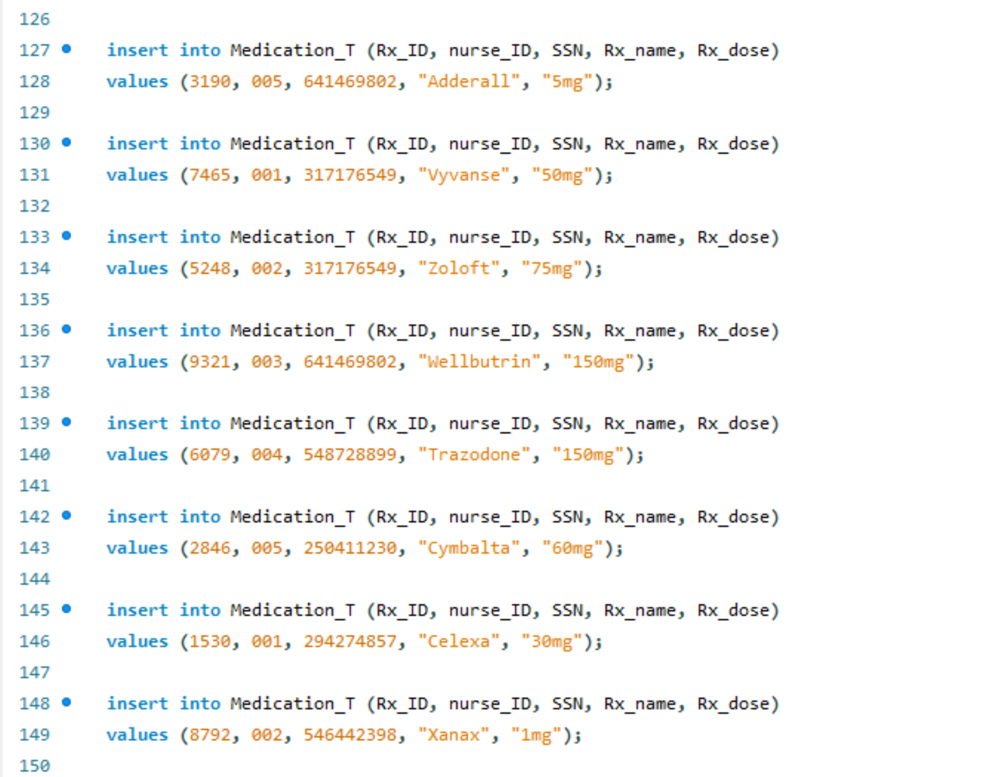 126
127 insert into Medication_T (Rx_ID, nurse_ID, SSN, Rx_name, Rx_dose)
128 values (3190, 005, 641469802, "Adderall", "5mg");
129
130 insert into Medication_T (Rx_ID, nurse_ID, SSN, Rx_name, Rx_dose)
131 values (7465, 001, 317176549, "Vyvanse", "50mg");
132
133 insert into Medication_T (Rx_ID, nurse_ID, SSN, Rx_name, Rx_dose)
134 values (5248, 002, 317176549, "Zoloft", "75mg");
135
136 insert into Medication_T (Rx_ID, nurse_ID, SSN, Rx_name, Rx_dose)
137 values (9321, 003, 641469802, "Wellbutrin", "150mg");
138
139 insert into Medication_T (Rx_ID, nurse_ID, SSN, Rx_name, Rx_dose)
140 values (6079, 004, 548728899, "Trazodone", "150mg");
141
142 insert into Medication_T (Rx_ID, nurse_ID, SSN, Rx_name, Rx_dose)
143 values (2846, 005, 250411230, "Cymbalta", "60mg");
144
145 insert into Medication_T (Rx_ID, nurse_ID, SSN, Rx_name, Rx_dose)
146 values (1530, 001, 294274857, "Celexa", "30mg");
147
148 insert into Medication_T (Rx_ID, nurse_ID, SSN, Rx_name, Rx_dose)
149 values (8792, 002, 546442398, "Xanax", "1mg");
150